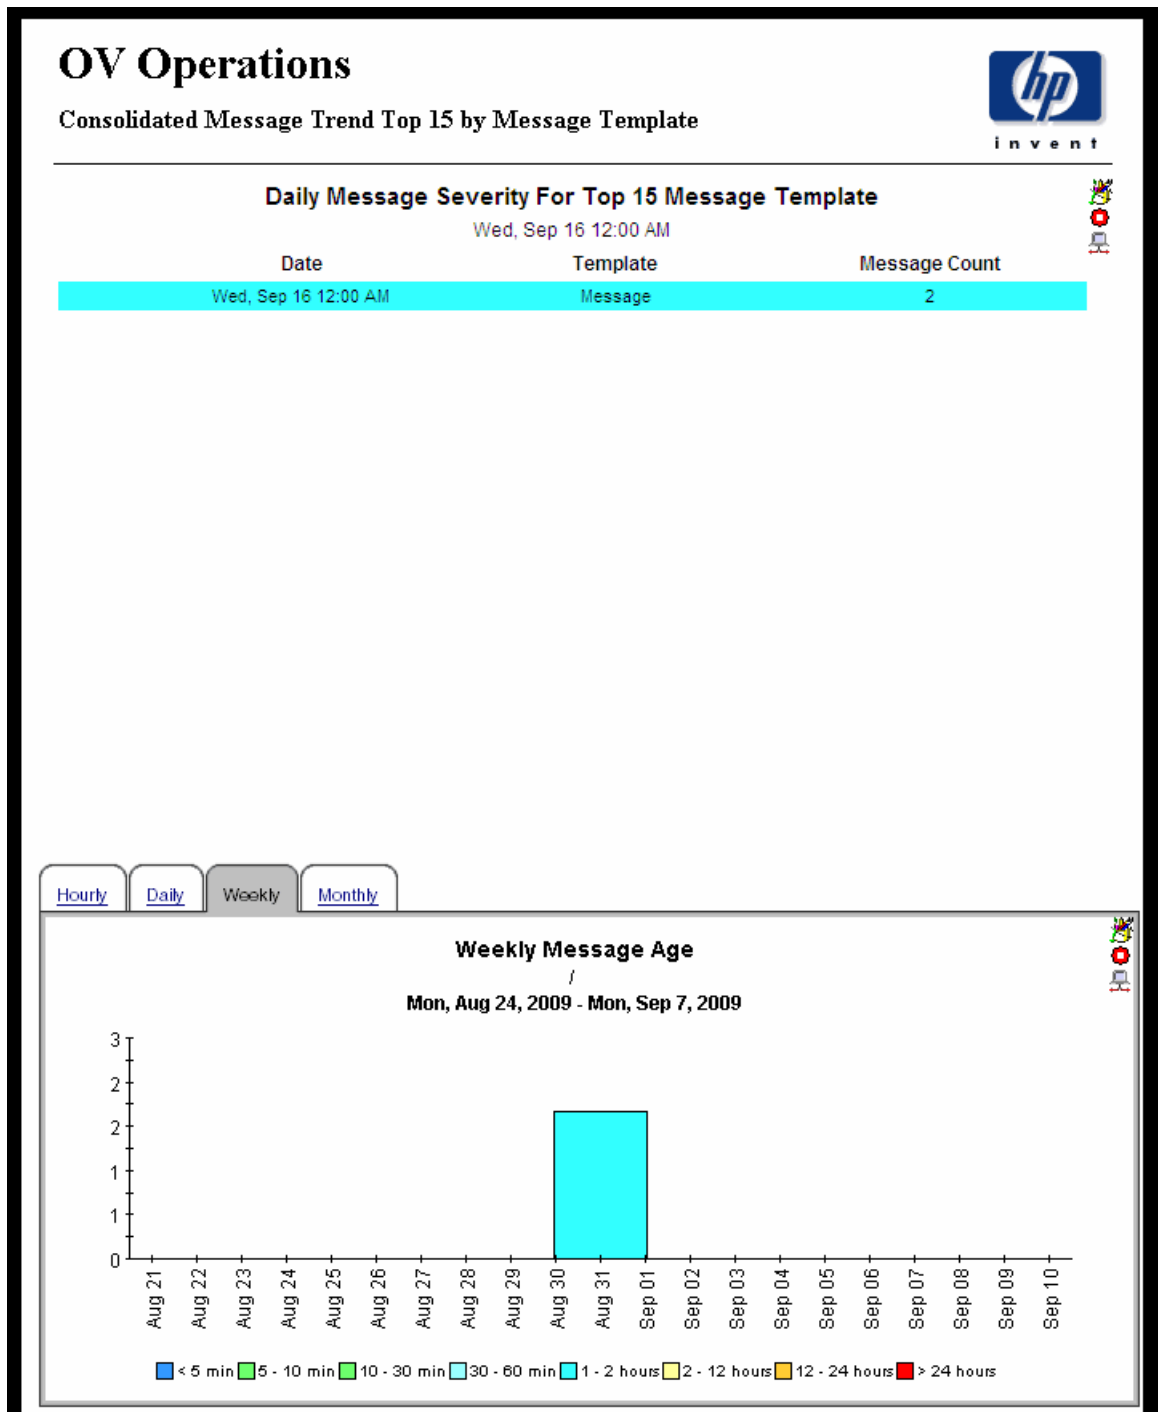 OV Operations
Consolidated Message Trend Top 15 by Message Template
hp
invent
Daily Message Severity For Top 15 Message Template
Wed, Sep 16 12:00 AM
Date Template Message Count
Wed, Sep 16 12:00 AM Message 2
Hourly Daily Weekly Monthly
Weekly Message Age
/
Mon, Aug 24, 2009 - Mon, Sep 7, 2009
3
2
2
1
1
0
Aug 21 Aug 22 Aug 23 Aug 24 Aug 25 Aug 26 Aug 27 Aug 28 Aug 29 Aug 30 Aug 31 Sep 01 Sep 02 Sep 03 Sep 04 Sep 05 Sep 06 Sep 07 Sep 08 Sep 09 Sep 10
< 5 min 5 - 10 min 10 - 30 min 30 - 60 min 1 - 2 hours 2 - 12 hours 12 - 24 hours > 24 hours